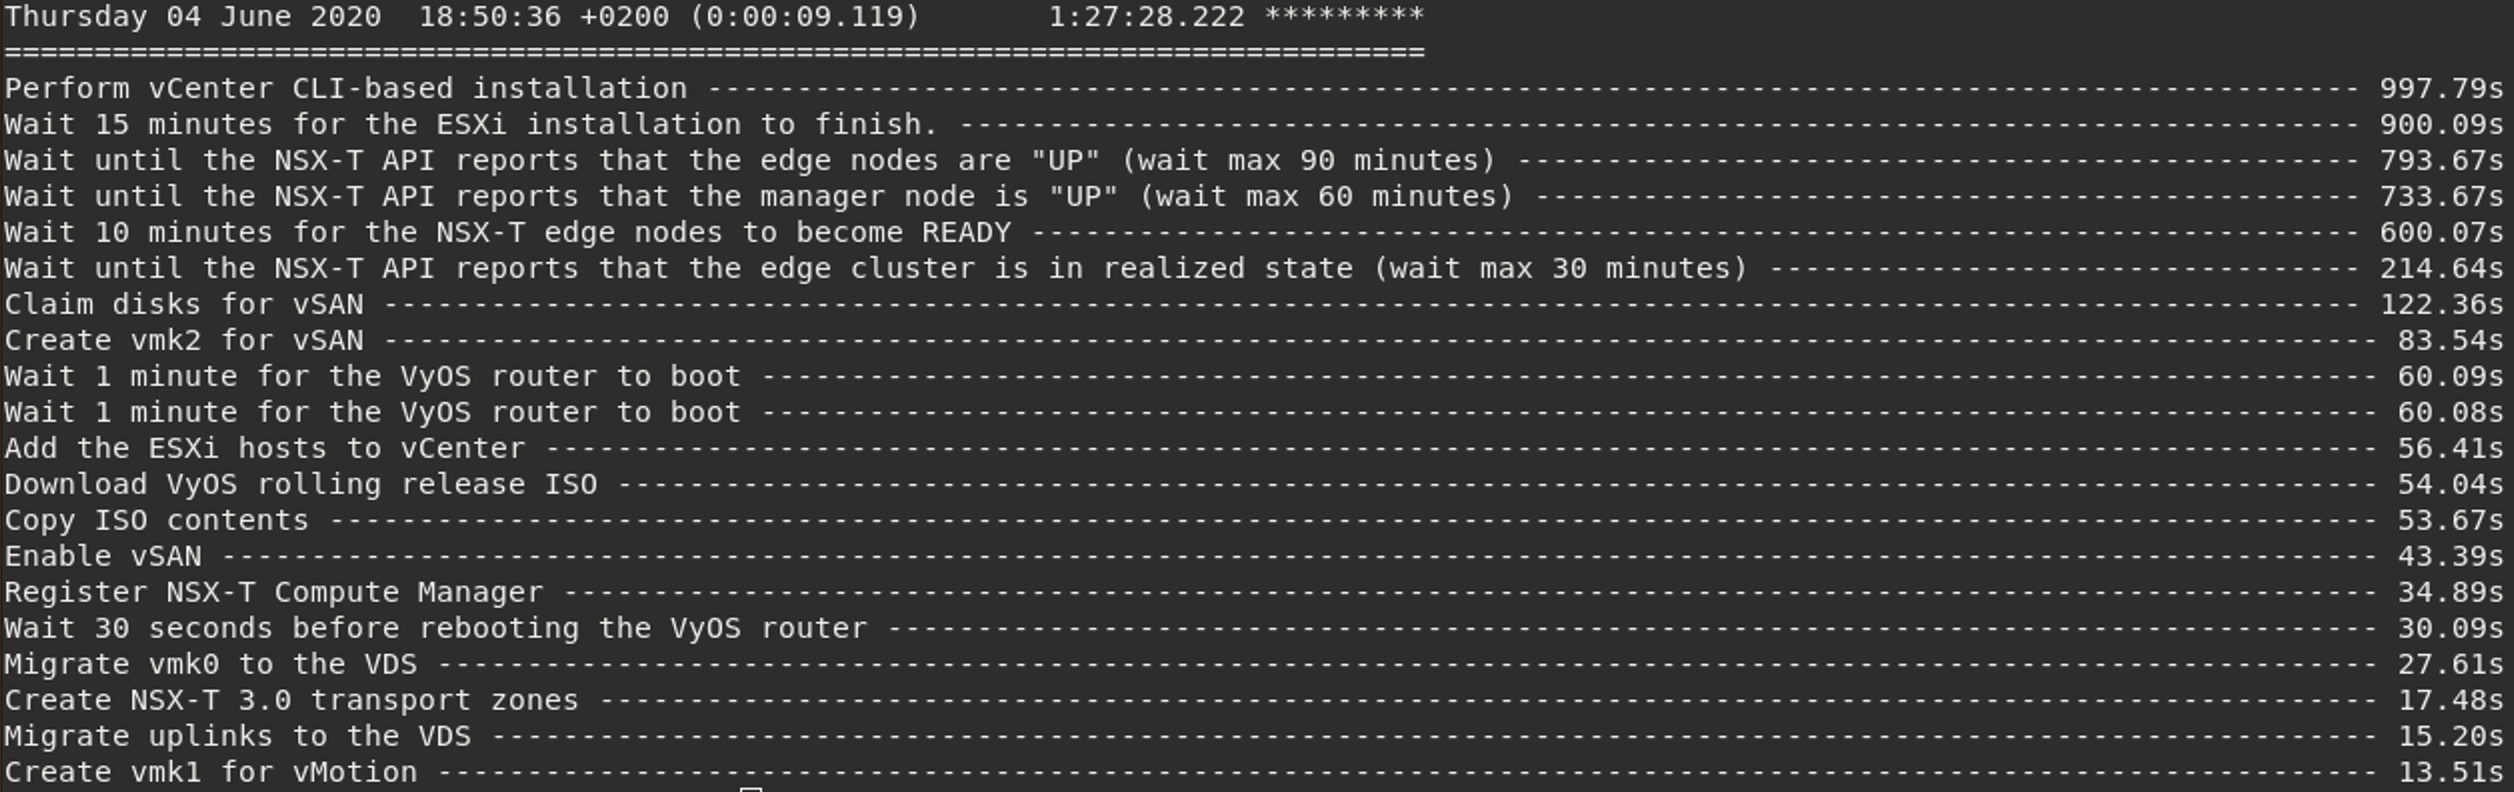 Thursday 04 June 2020  18:50:36 +0200 (0:00:09.119)       1:27:28.222 *********
===============================================================================
Perform vCenter CLI-based installation -------------------------------------------------------------------------------------------- 997.79s
Wait 15 minutes for the ESXi installation to finish. ------------------------------------------------------------------------------ 900.09s
Wait until the NSX-T API reports that the edge nodes are "UP" (wait max 90 minutes) ----------------------------------------------- 793.67s
Wait until the NSX-T API reports that the manager node is "UP" (wait max 60 minutes) ---------------------------------------------- 733.67s
Wait 10 minutes for the NSX-T edge nodes to become READY -------------------------------------------------------------------------- 600.07s
Wait until the NSX-T API reports that the edge cluster is in realized state (wait max 30 minutes) --------------------------------- 214.64s
Claim disks for vSAN -------------------------------------------------------------------------------------------------------------- 122.36s
Create vmk2 for vSAN --------------------------------------------------------------------------------------------------------------- 83.54s
Wait 1 minute for the VyOS router to boot ------------------------------------------------------------------------------------------ 60.09s
Wait 1 minute for the VyOS router to boot ------------------------------------------------------------------------------------------ 60.08s
Add the ESXi hosts to vCenter ------------------------------------------------------------------------------------------------------ 56.41s
Download VyOS rolling release ISO -------------------------------------------------------------------------------------------------- 54.04s
Copy ISO contents ------------------------------------------------------------------------------------------------------------------ 53.67s
Enable vSAN ------------------------------------------------------------------------------------------------------------------------ 43.39s
Register NSX-T Compute Manager ----------------------------------------------------------------------------------------------------- 34.89s
Wait 30 seconds before rebooting the VyOS router ----------------------------------------------------------------------------------- 30.09s
Migrate vmk0 to the VDS ------------------------------------------------------------------------------------------------------------ 27.61s
Create NSX-T 3.0 transport zones --------------------------------------------------------------------------------------------------- 17.48s
Migrate uplinks to the VDS --------------------------------------------------------------------------------------------------------- 15.20s
Create vmk1 for vMotion ------------------------------------------------------------------------------------------------------------ 13.51s